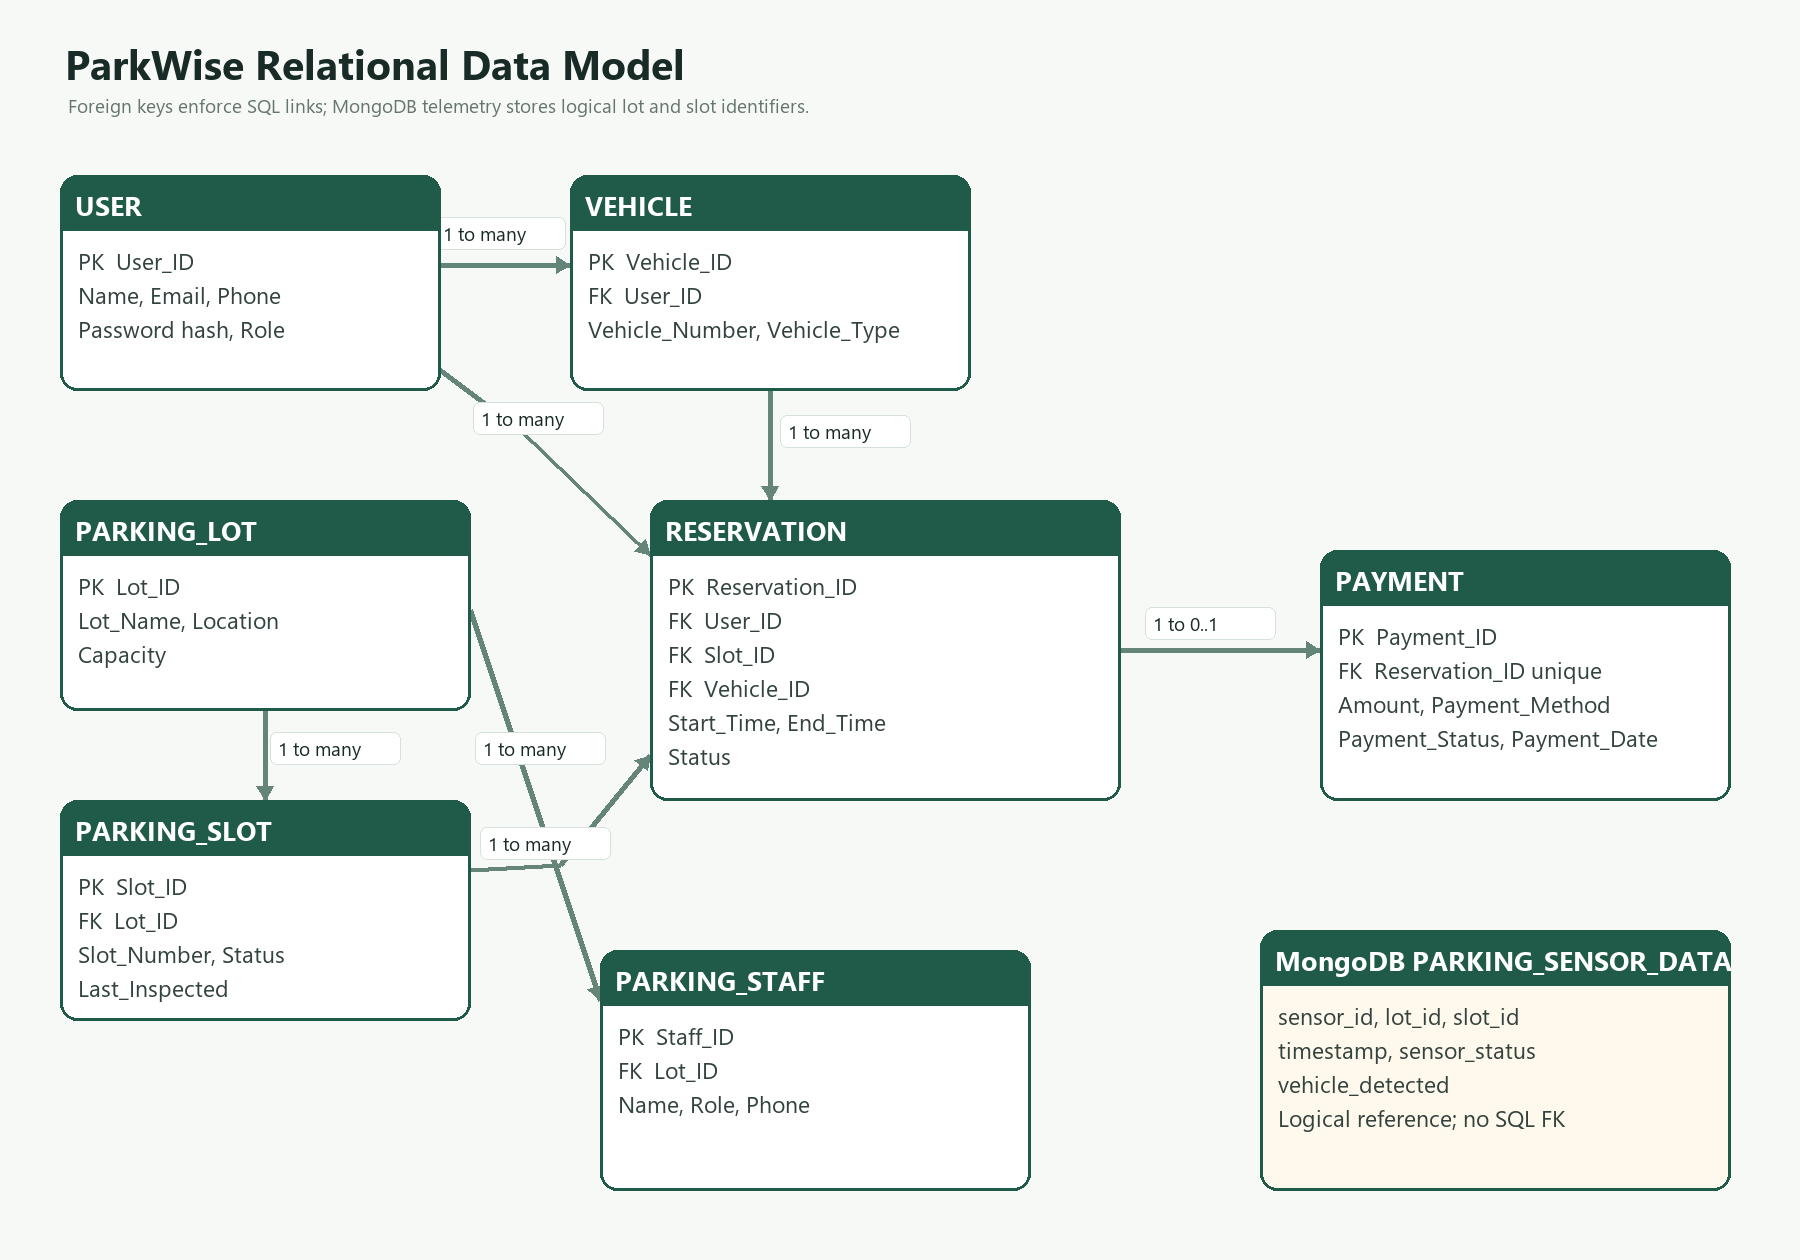 ParkWise Relational Data Model
Foreign keys enforce SQL links; MongoDB telemetry stores logical lot and slot identifiers.
USER
PK User_ID
Name, Email, Phone
Password hash, Role
1 to many
VEHICLE
PK Vehicle_ID
FK User_ID
Vehicle_Number, Vehicle_Type
1 to many
1 to many
PARKING_LOT
PK Lot_ID
Lot_Name, Location
Capacity
RESERVATION
PK Reservation_ID
FK User_ID
FK Slot_ID
FK Vehicle_ID
Start_Time, End_Time
Status
1 to 0..1
PAYMENT
PK Payment_ID
FK Reservation_ID unique
Amount, Payment_Method
Payment_Status, Payment_Date
1 to many
1 to many
1 to many
PARKING_SLOT
PK Slot_ID
FK Lot_ID
Slot_Number, Status
Last_Inspected
PARKING_STAFF
PK Staff_ID
FK Lot_ID
Name, Role, Phone
MongoDB PARKING_SENSOR_DATA
sensor_id, lot_id, slot_id
timestamp, sensor_status
vehicle_detected
Logical reference; no SQL FK